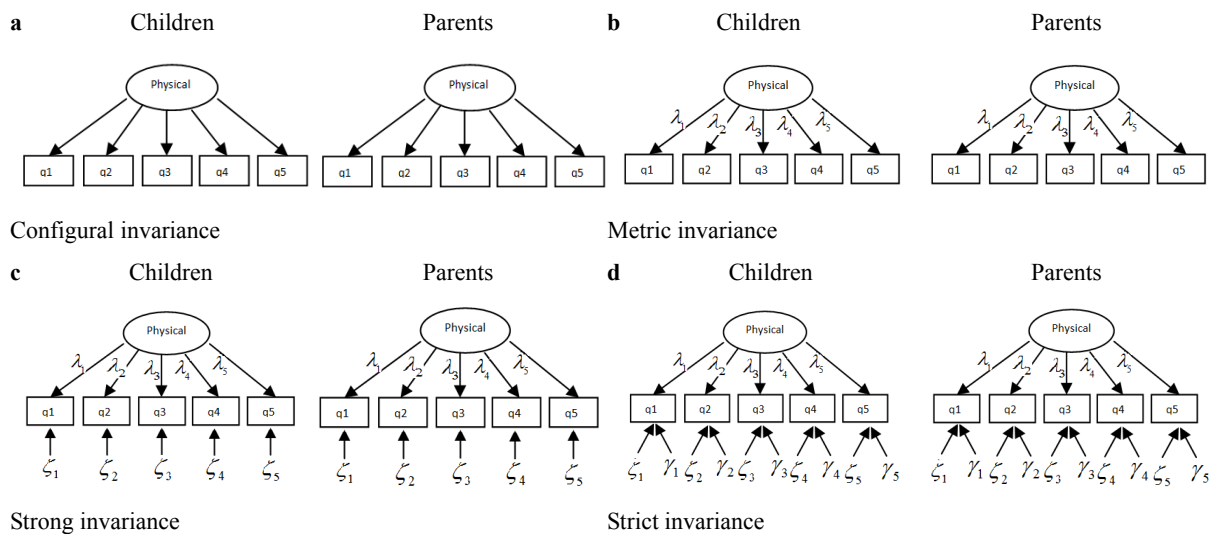 a Children Parents
Physical Physical
q1 q2 q3 q4 q5 q1 q2 q3 q4 q5
Configural invariance
b Children Parents
Physical Physical
λ1 λ2 λ3 λ4 λ5 λ1 λ2 λ3 λ4 λ5
q1 q2 q3 q4 q5 q1 q2 q3 q4 q5
Metric invariance
c Children Parents
Physical Physical
λ1 λ2 λ3 λ4 λ5 λ1 λ2 λ3 λ4 λ5
q1 q2 q3 q4 q5 q1 q2 q3 q4 q5
ζ1 ζ2 ζ3 ζ4 ζ5 ζ1 ζ2 ζ3 ζ4 ζ5
Strong invariance
d Children Parents
Physical Physical
λ1 λ2 λ3 λ4 λ5 λ1 λ2 λ3 λ4 λ5
q1 q2 q3 q4 q5 q1 q2 q3 q4 q5
ζ1 γ1 ζ2 γ2 ζ3 γ3 ζ4 γ4 ζ5 γ5 ζ1 γ1 ζ2 γ2 ζ3 γ3 ζ4 γ4 ζ5 γ5
Strict invariance